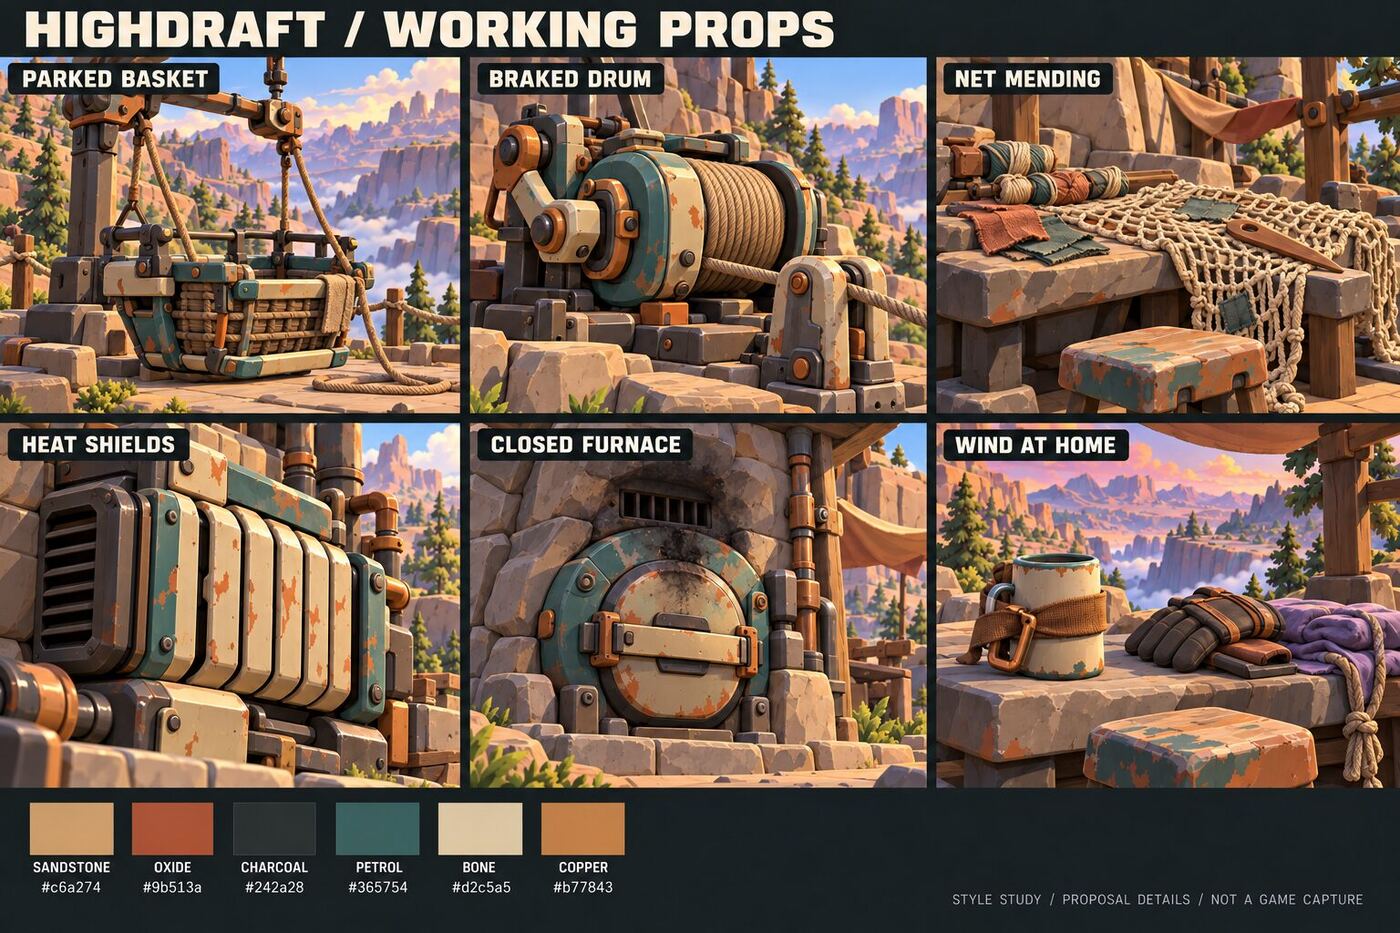 HIGHDRAFT / WORKING PROPS
PARKED BASKET
BRAKED DRUM
NET MENDING
HEAT SHIELDS
CLOSED FURNACE
WIND AT HOME
SANDSTONE
#c6a274
OXIDE
#9b513a
CHARCOAL
#242a28
PETROL
#365754
BONE
#d2c5a5
COPPER
#b77843
STYLE STUDY / PROPOSAL DETAILS / NOT A GAME CAPTURE